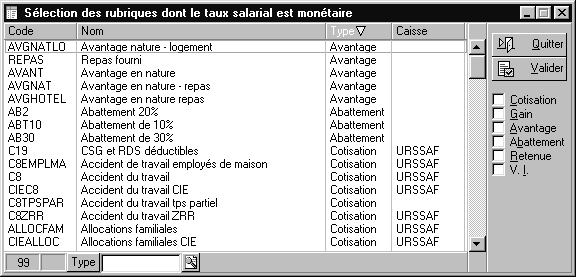 Sélection des rubriques dont le taux salarial est monétaire
Code Nom Type Caisse
AVGNATLO Avantage nature - logement Avantage
REPAS Repas fourni Avantage
AVANT Avantage en nature Avantage
AVGNAT Avantage en nature - repas Avantage
AVGHOTEL Avantage en nature repas Avantage
AB2 Abattement 20% Abattement
ABT10 Abattement de 10% Abattement
AB30 Abattement de 30% Abattement
C19 CSG et RDS déductibles Cotisation URSSAF
C8EMPLMA Accident de travail employés de maison Cotisation URSSAF
C8 Accident du travail Cotisation URSSAF
CIEC8 Accident du travail CIE Cotisation URSSAF
C8TPSPAR Accident du travail tps partiel Cotisation
C8ZRR Accident du travail ZRR Cotisation URSSAF
ALLOCFAM Allocations familiales Cotisation URSSAF
CIEALLOC Allocations familiales CIE Cotisation URSSAF
Quitter
Valider
Cotisation
Gain
Avantage
Abattement
Retenue
V. I.
99 Type